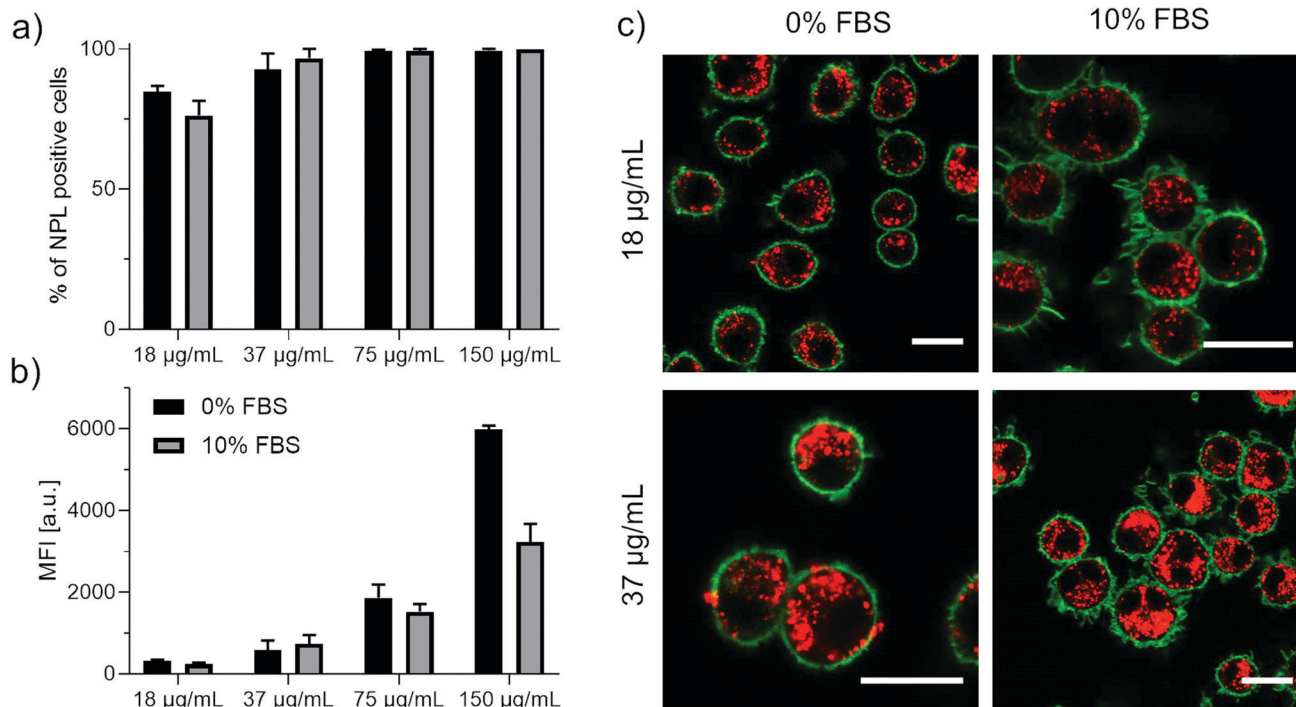 a)
% of NPL positive cells
100
50
0
18 µg/mL 37 µg/mL 75 µg/mL 150 µg/mL
b)
MFI [a.u.]
0% FBS
10% FBS
6000
4000
2000
0
18 µg/mL 37 µg/mL 75 µg/mL 150 µg/mL
c)
0% FBS 10% FBS
18 µg/mL
37 µg/mL